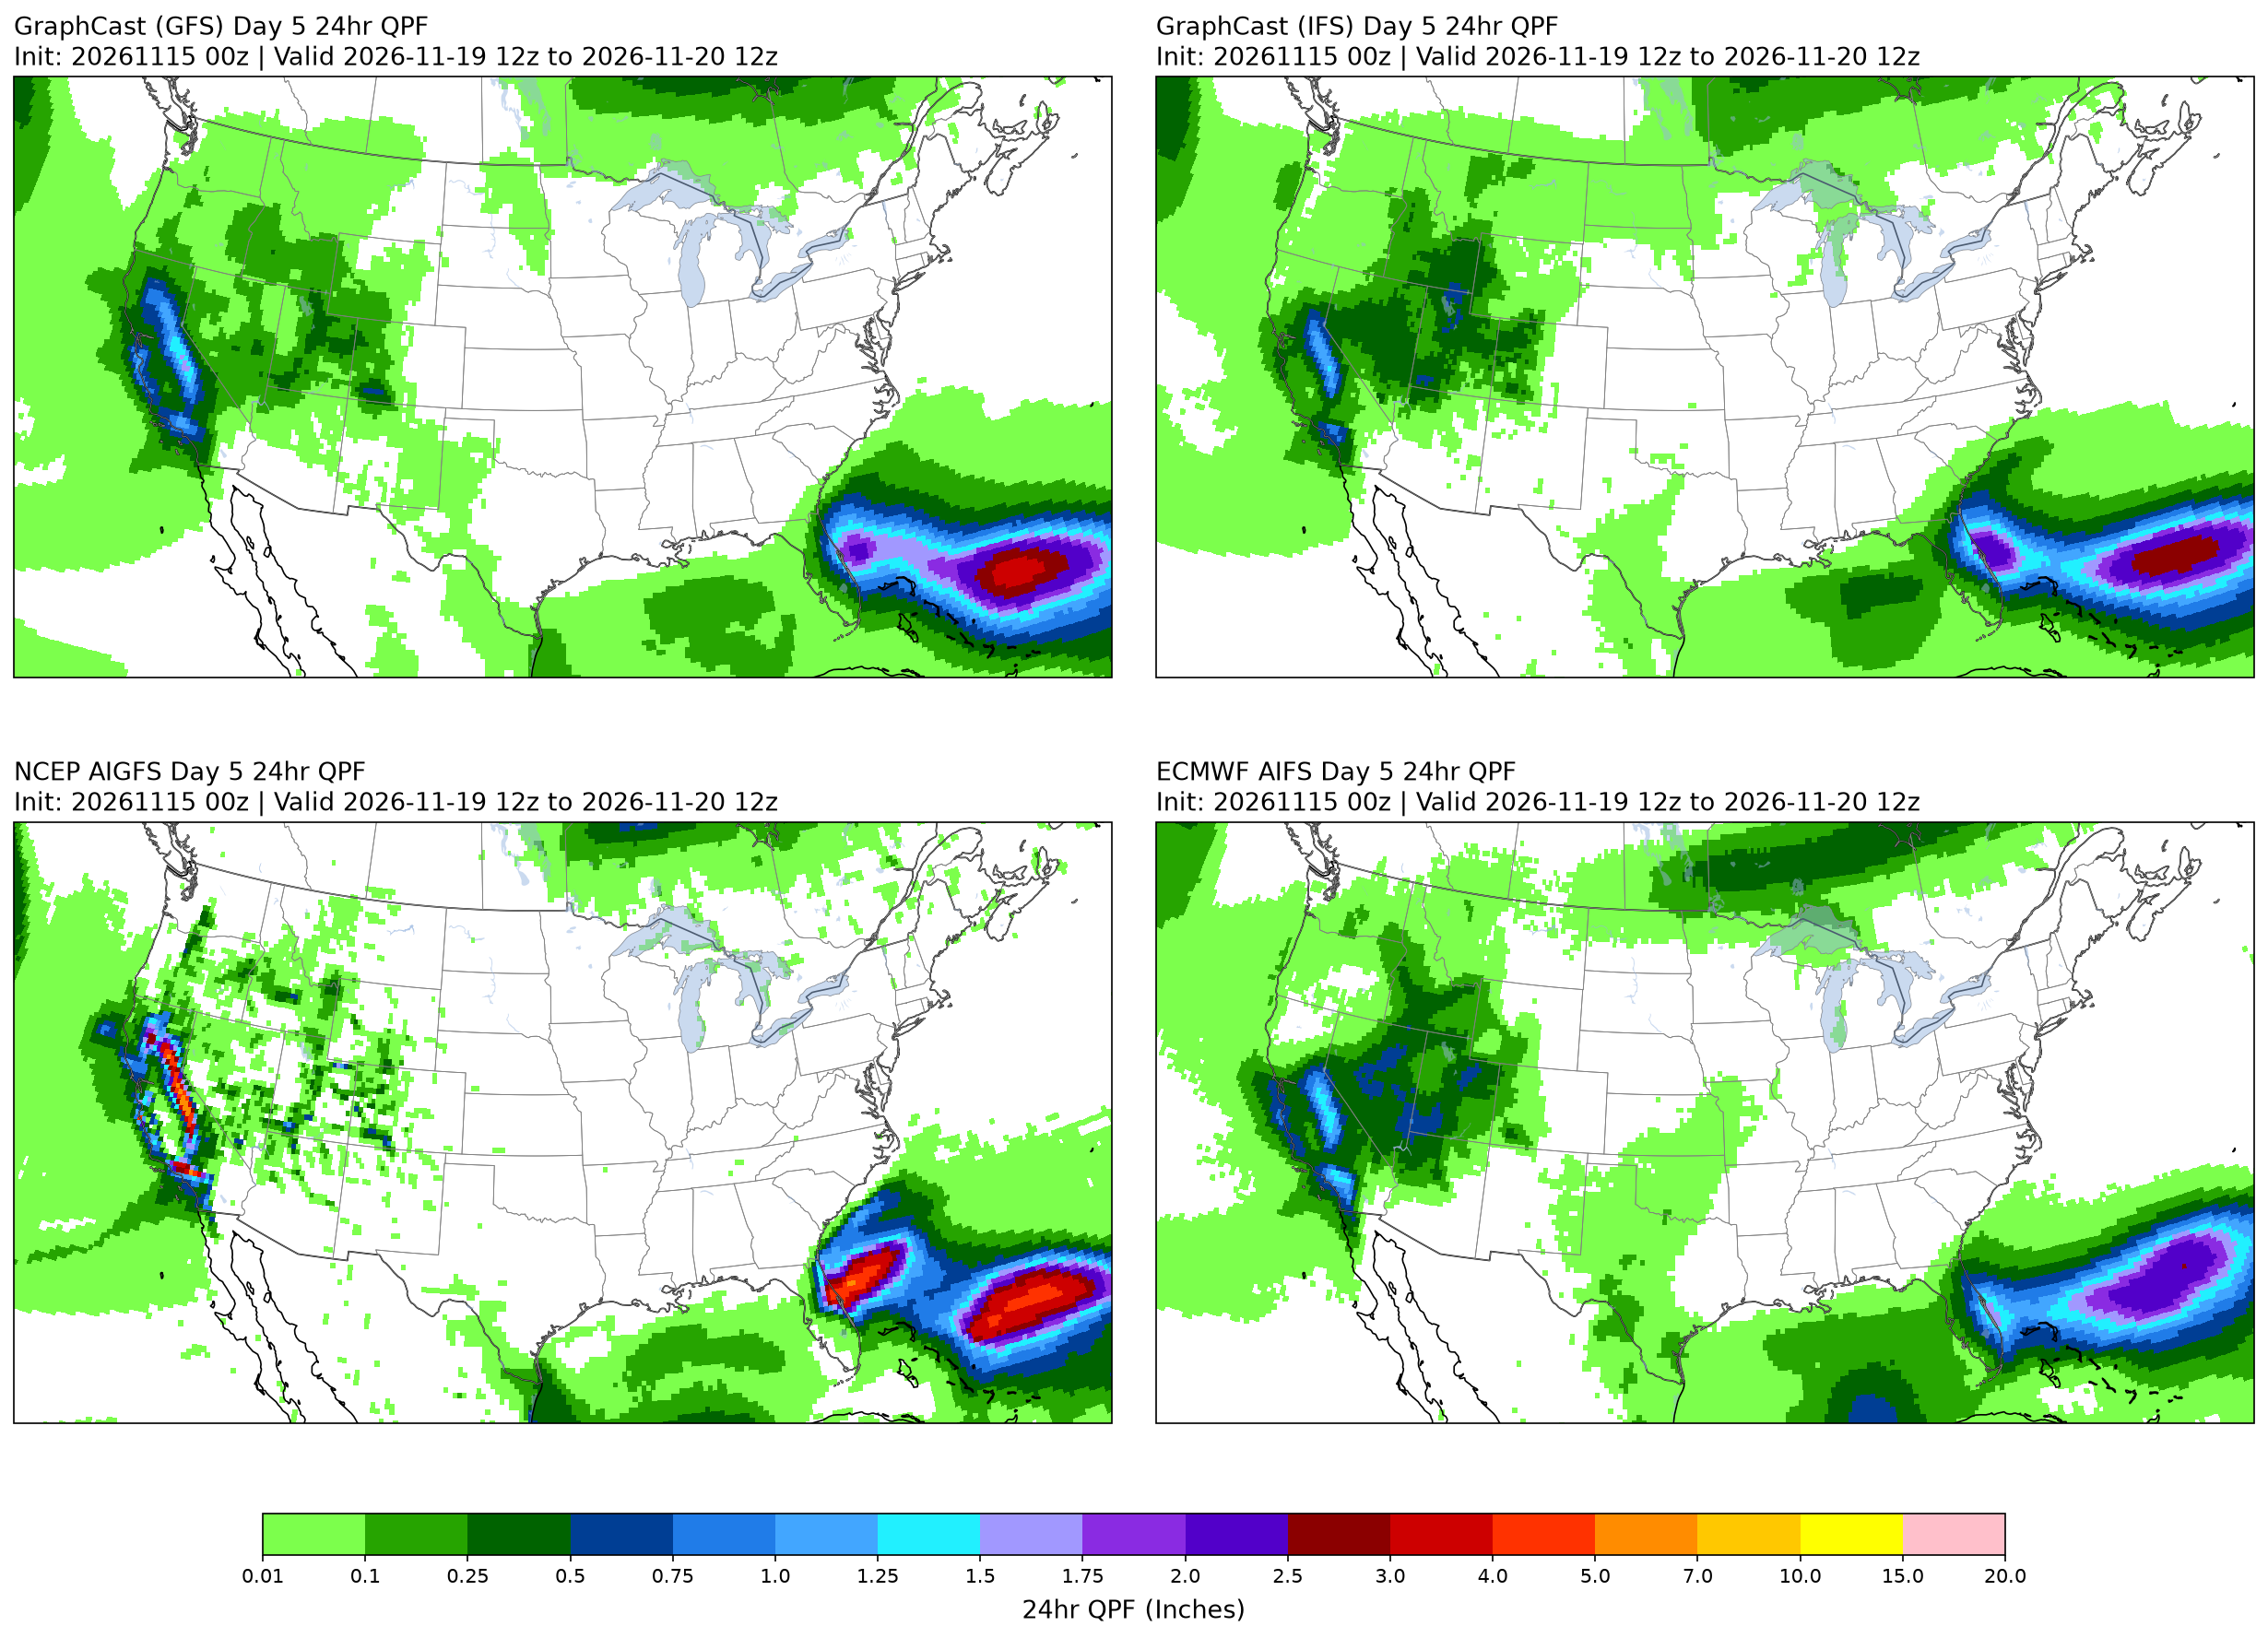 GraphCast (GFS) Day 5 24hr QPF
Init: 20261115 00z | Valid 2026-11-19 12z to 2026-11-20 12z
GraphCast (IFS) Day 5 24hr QPF
Init: 20261115 00z | Valid 2026-11-19 12z to 2026-11-20 12z
NCEP AIGFS Day 5 24hr QPF
Init: 20261115 00z | Valid 2026-11-19 12z to 2026-11-20 12z
ECMWF AIFS Day 5 24hr QPF
Init: 20261115 00z | Valid 2026-11-19 12z to 2026-11-20 12z
0.01 0.1 0.25 0.5 0.75 1.0 1.25 1.5 1.75 2.0 2.5 3.0 4.0 5.0 7.0 10.0 15.0 20.0
24hr QPF (Inches)